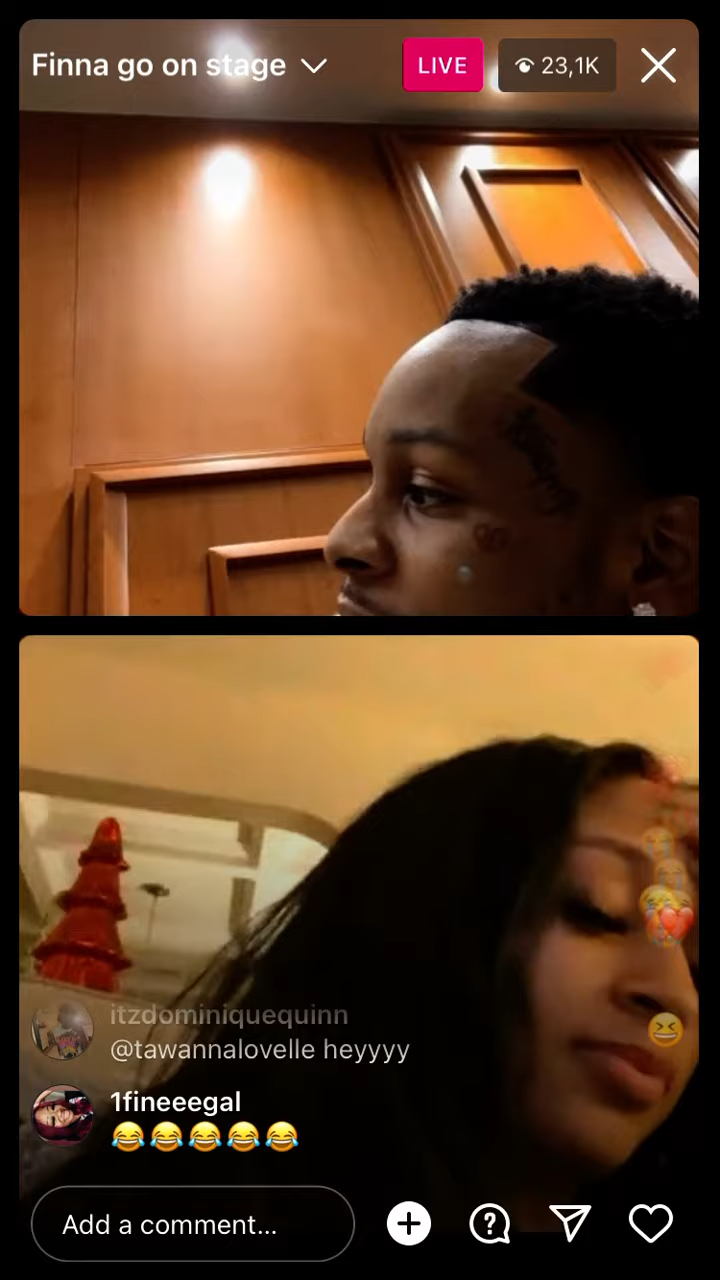 Finna go on stage
LIVE
23,1K
itzdominiquequinn
@tawannalovelle heyyyy
1fineeegal
😂😂😂😂😂
Add a comment...